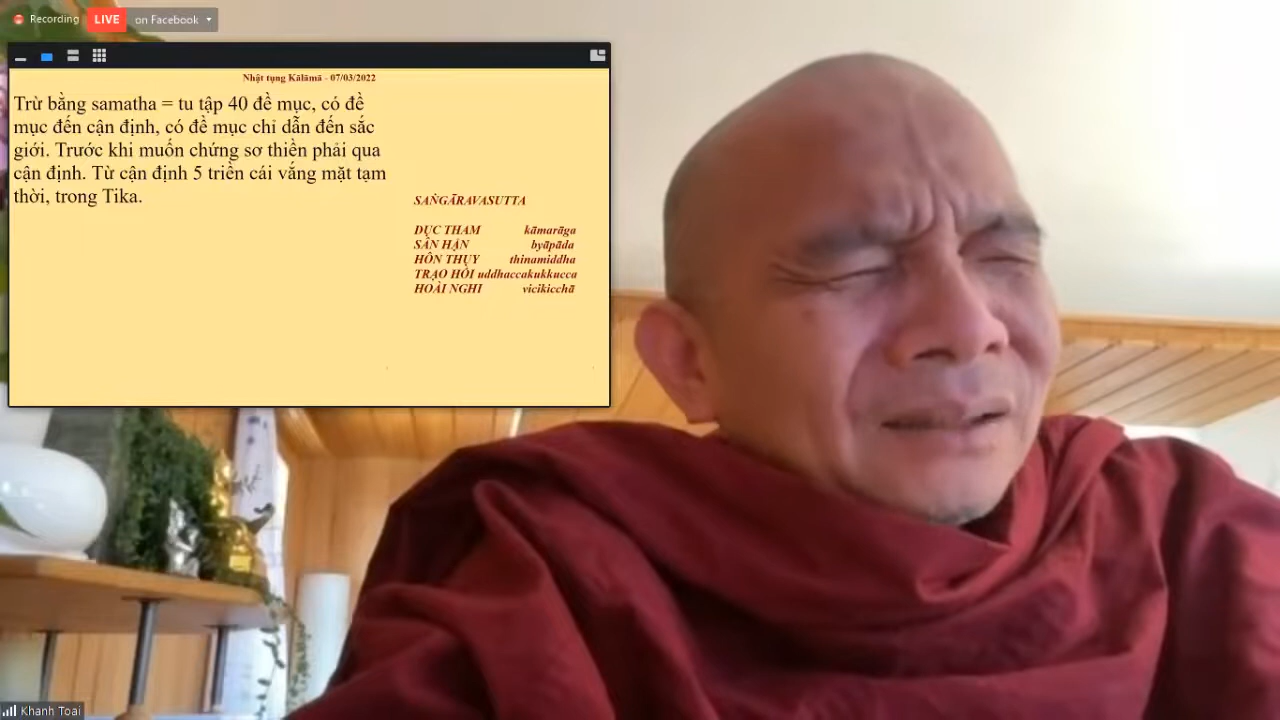 Recording
LIVE
on Facebook
Nhật tụng Kālāmā - 07/03/2022
Trừ bằng samatha = tu tập 40 đề mục, có đề
mục đến cận định, có đề mục chỉ dẫn đến sắc
giới. Trước khi muốn chứng sơ thiền phải qua
cận định. Từ cận định 5 triền cái vắng mặt tạm
thời, trong Tika.
SAṄGĀRAVASUTTA
DỤC THAM kāmarāga
SÂN HẬN byāpāda
HÔN THỤY thinamiddha
TRẠO HỐI uddhaccakukkucca
HOÀI NGHI vicikicchā
Khanh Toai